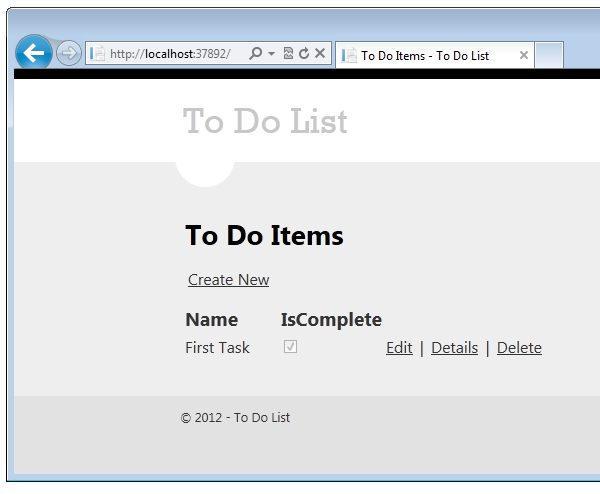 http://localhost:37892/
To Do Items - To Do List
To Do List
To Do Items
Create New
Name IsComplete
First Task Edit | Details | Delete
© 2012 - To Do List